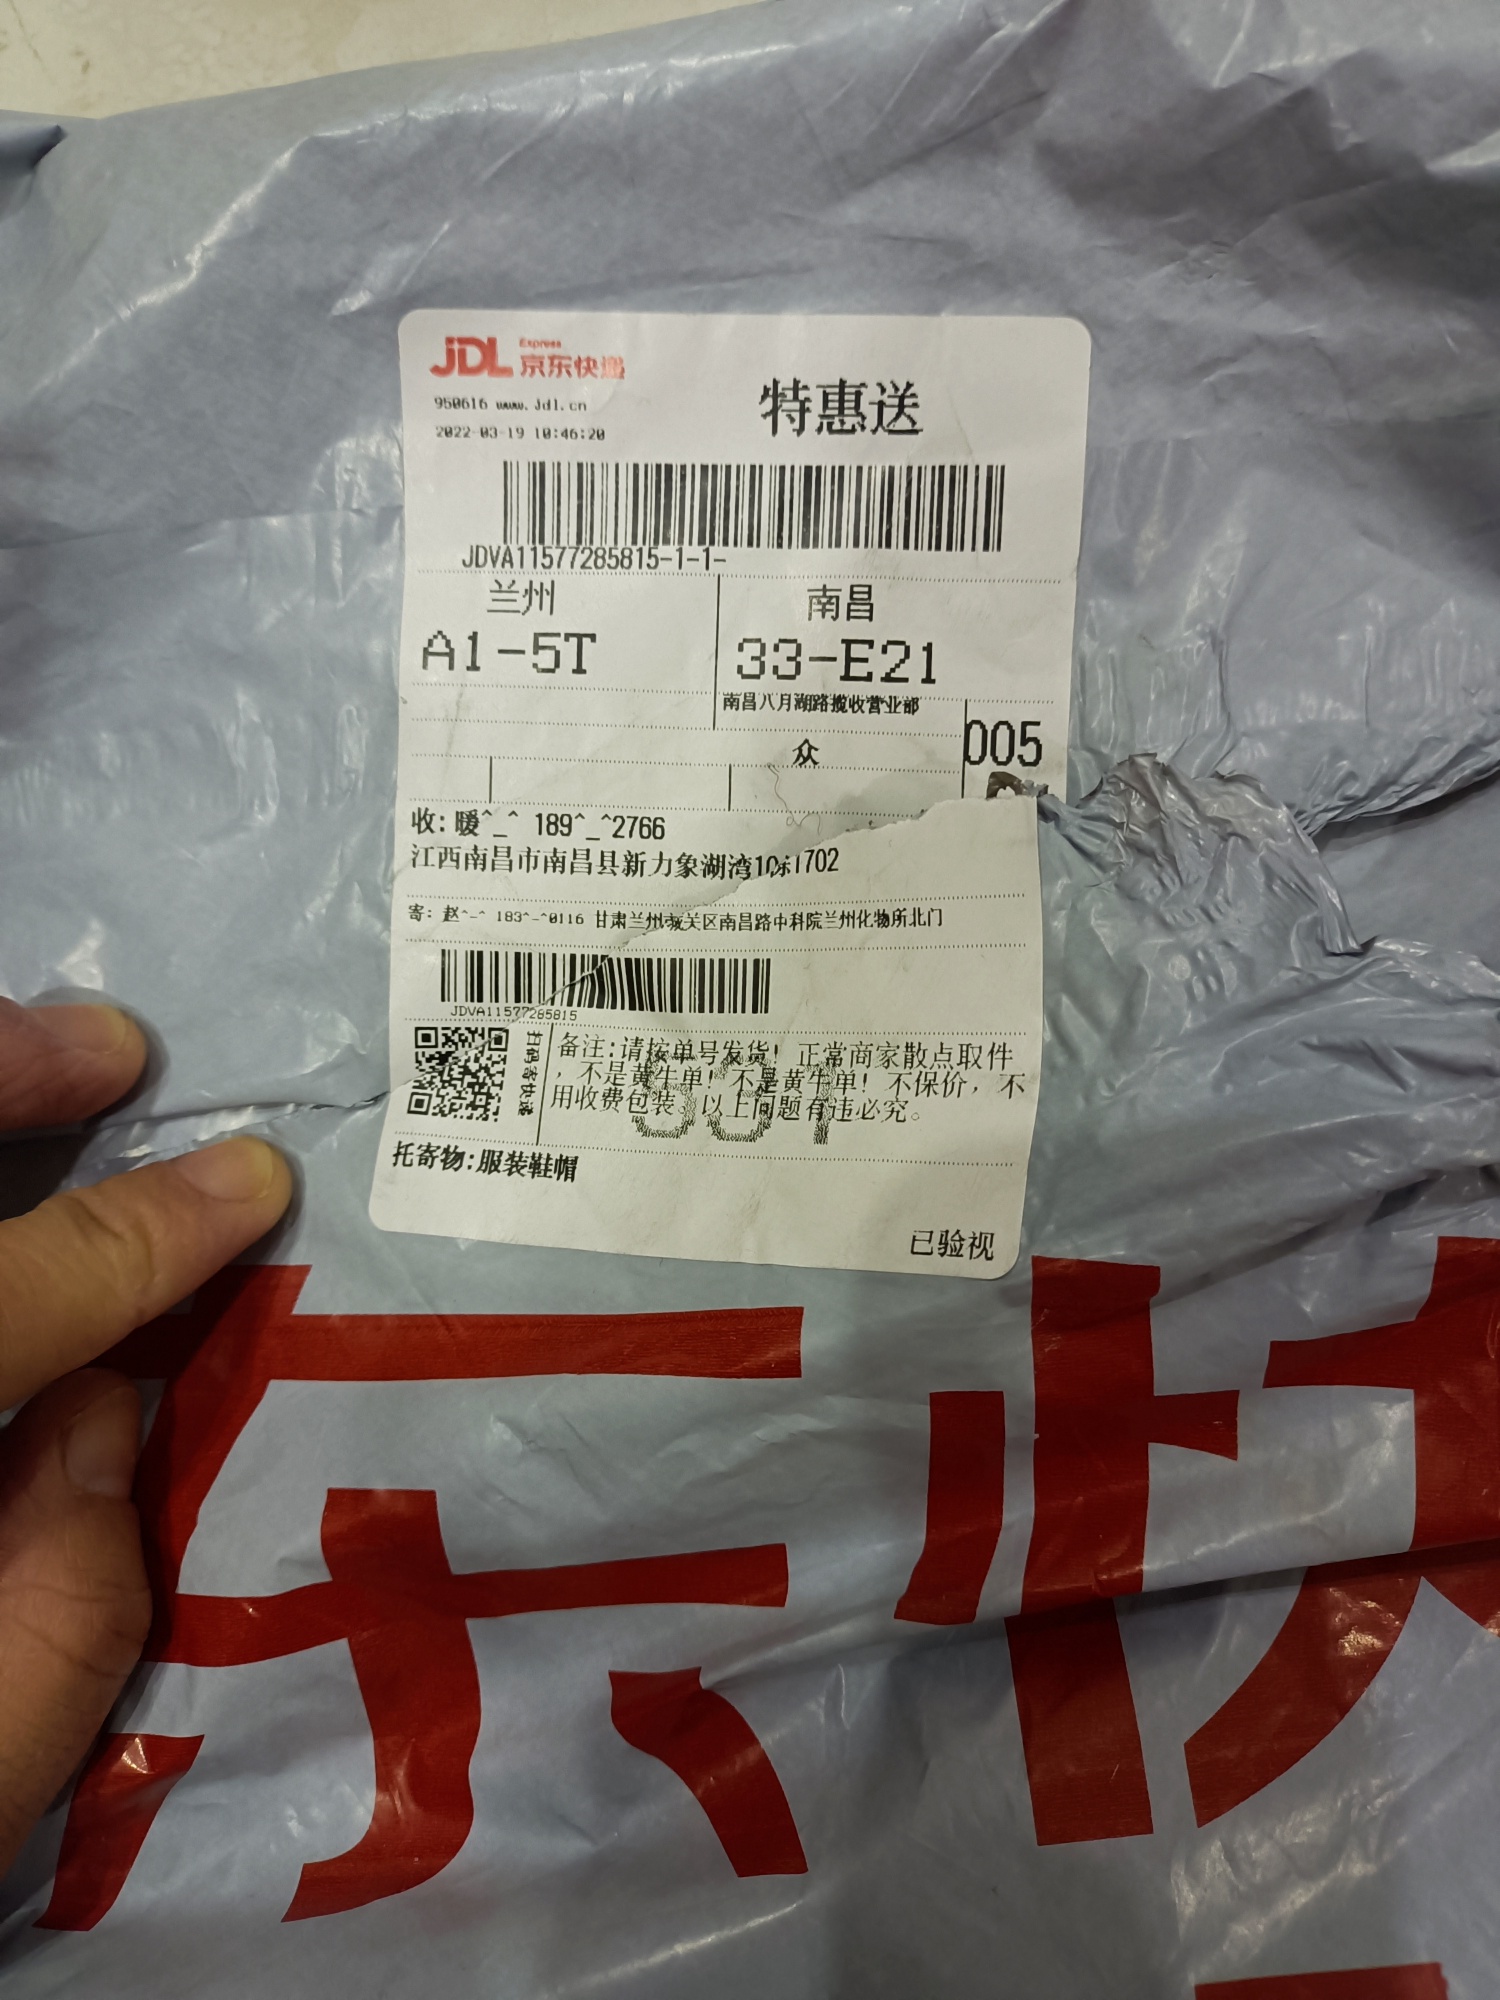 JDL Express
京东快递
950616 www.Jdl.cn
特惠送
2022-03-19 10:46:20
JDVA11577285815-1-1-
兰州 南昌
A1-5T 33-E21
南昌八月湖路揽收营业部
众 005
收: 暖^_^ 189^_^2766
江西南昌市南昌县新力象湖湾10栋1702
寄: 赵^-^ 183^-^0116 甘肃兰州城关区南昌路中科院兰州化物所北门
JDVA11577285815
扫码寄快递
备注:请按单号发货! 正常商家散点取件
, 不是黄牛单! 不是黄牛单! 不保价, 不
用收费包装。以上问题有违必究。
托寄物:服装鞋帽
已验视
东快